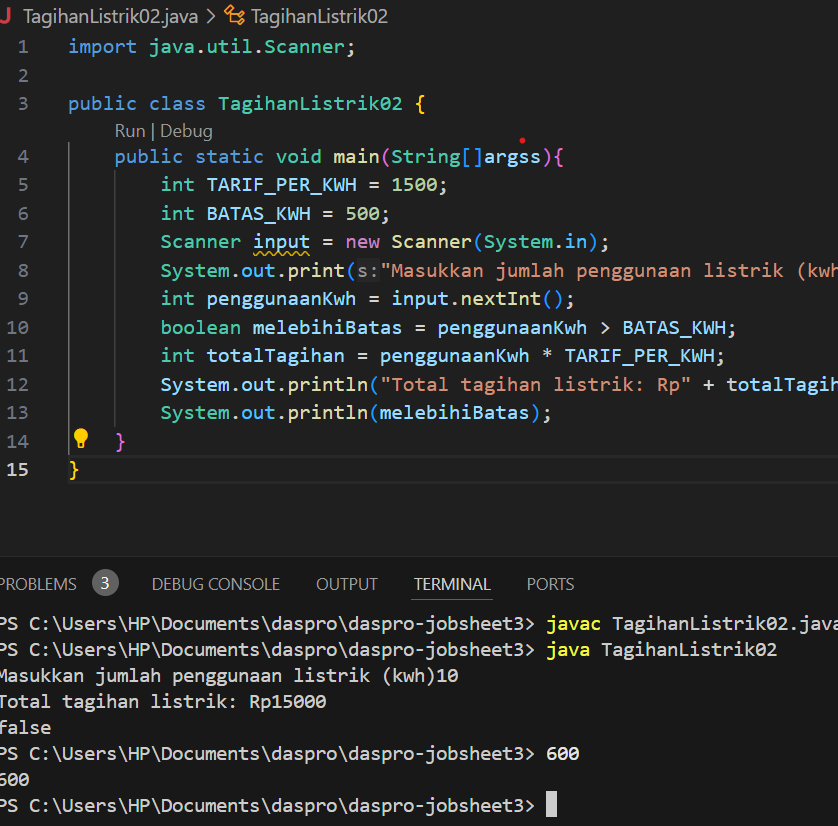 TagihanListrik02.java > TagihanListrik02
1 import java.util.Scanner;
2
3 public class TagihanListrik02 {
Run | Debug
4 public static void main(String[]argss){
5 int TARIF_PER_KWH = 1500;
6 int BATAS_KWH = 500;
7 Scanner input = new Scanner(System.in);
8 System.out.print(s:"Masukkan jumlah penggunaan listrik (kwh
9 int penggunaanKwh = input.nextInt();
10 boolean melebihiBatas = penggunaanKwh > BATAS_KWH;
11 int totalTagihan = penggunaanKwh * TARIF_PER_KWH;
12 System.out.println("Total tagihan listrik: Rp" + totalTagih
13 System.out.println(melebihiBatas);
14 }
15 }
PROBLEMS 3 DEBUG CONSOLE OUTPUT TERMINAL PORTS
PS C:\Users\HP\Documents\daspro\daspro-jobsheet3> javac TagihanListrik02.java
PS C:\Users\HP\Documents\daspro\daspro-jobsheet3> java TagihanListrik02
Masukkan jumlah penggunaan listrik (kwh)10
Total tagihan listrik: Rp15000
false
PS C:\Users\HP\Documents\daspro\daspro-jobsheet3> 600
600
PS C:\Users\HP\Documents\daspro\daspro-jobsheet3>